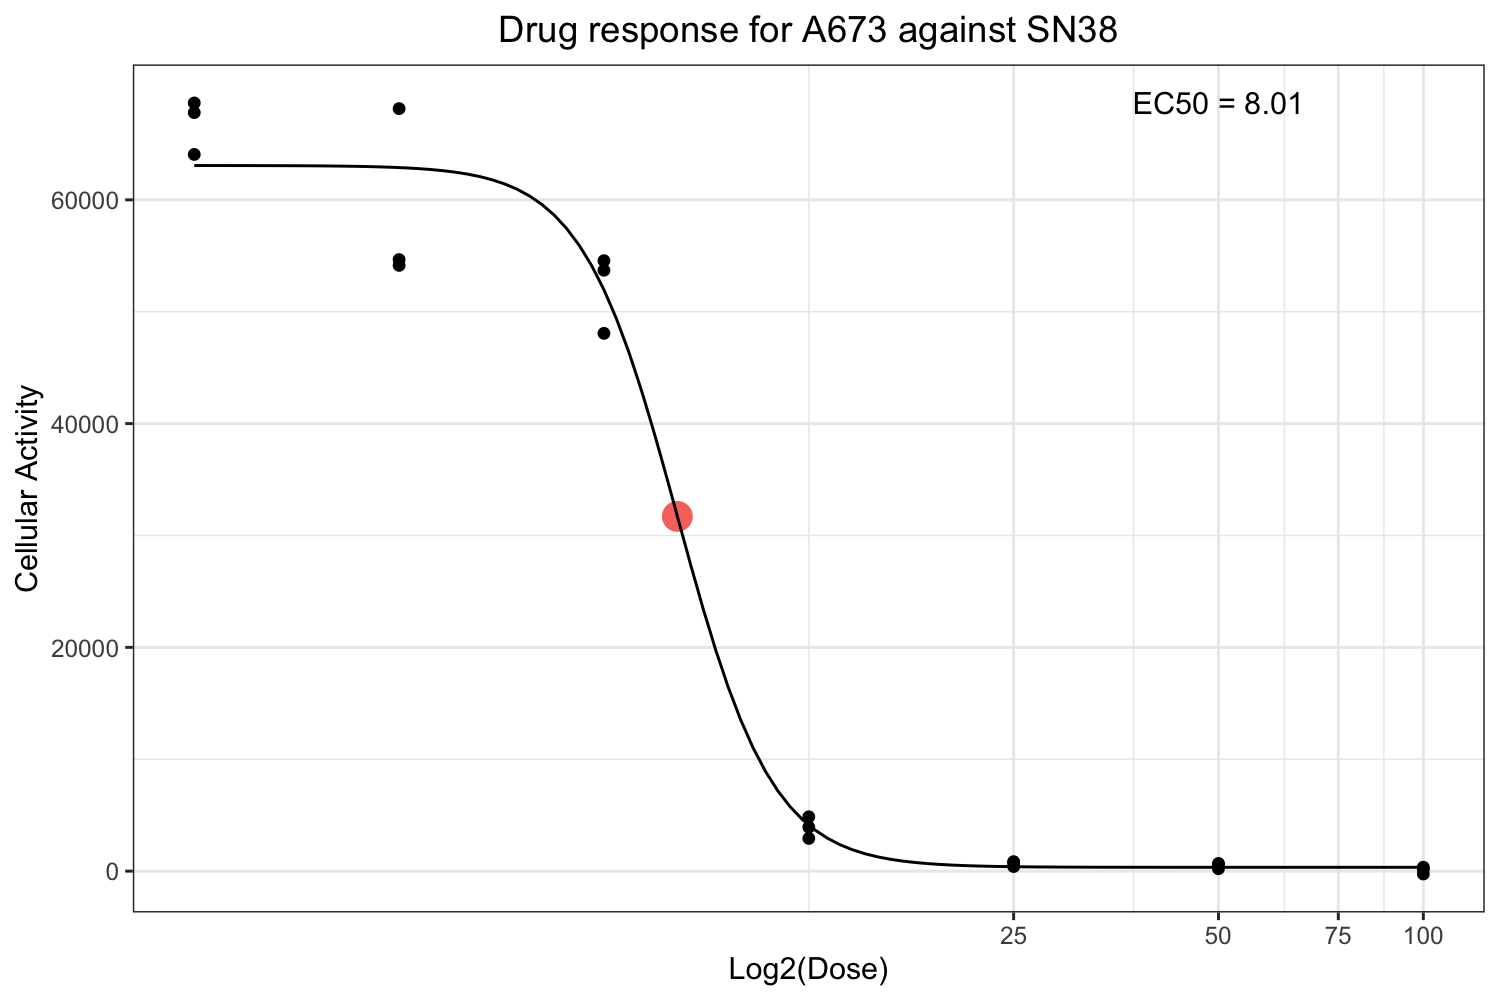 Drug response for A673 against SN38
EC50 = 8.01
Cellular Activity
60000
40000
20000
0
25 50 75 100
Log2(Dose)